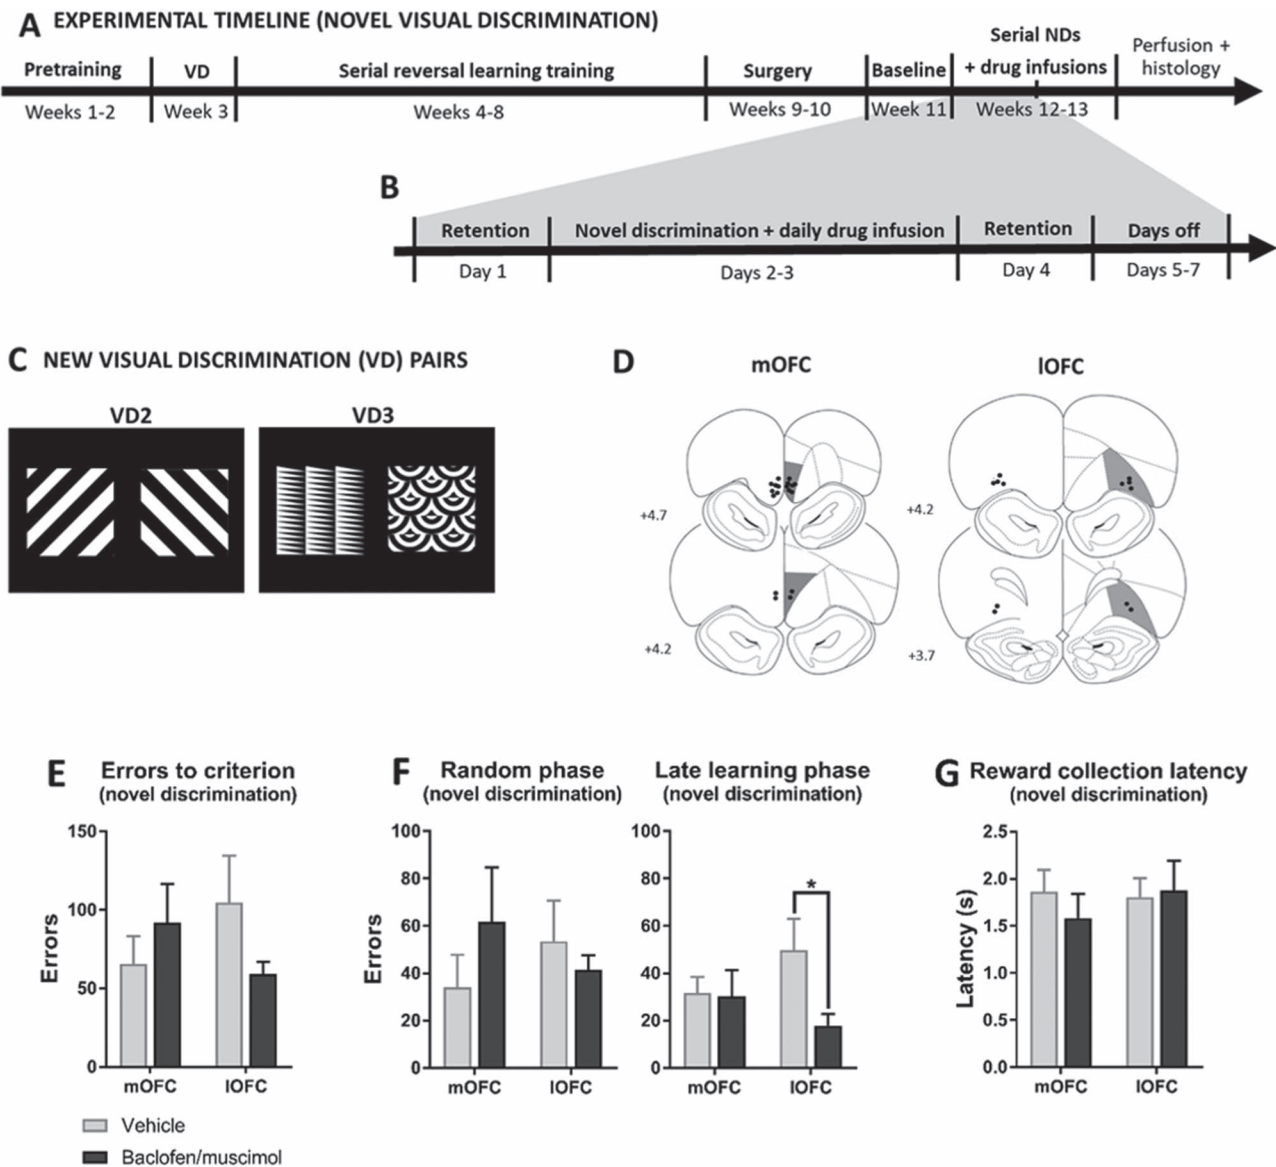 A EXPERIMENTAL TIMELINE (NOVEL VISUAL DISCRIMINATION)
Pretraining
VD
Serial reversal learning training
Surgery
Baseline
Serial NDs
+ drug infusions
Perfusion +
histology
Weeks 1-2
Week 3
Weeks 4-8
Weeks 9-10
Week 11
Weeks 12-13
B
Retention
Novel discrimination + daily drug infusion
Retention
Days off
Day 1
Days 2-3
Day 4
Days 5-7
C NEW VISUAL DISCRIMINATION (VD) PAIRS
VD2
VD3
D
mOFC
lOFC
+4.7
+4.2
+4.2
+3.7
E Errors to criterion
(novel discrimination)
150
100
50
0
Errors
mOFC
lOFC
Vehicle
Baclofen/muscimol
F Random phase
(novel discrimination)
100
80
60
40
20
0
Errors
mOFC
lOFC
Late learning phase
(novel discrimination)
100
80
60
40
20
0
*
mOFC
lOFC
G Reward collection latency
(novel discrimination)
2.5
2.0
1.5
1.0
0.5
0.0
Latency (s)
mOFC
lOFC